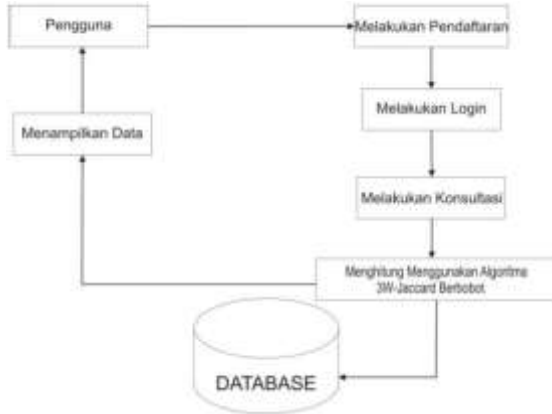 Pengguna
Melakukan Pendaftaran
Melakukan Login
Menampilkan Data
Melakukan Konsultasi
Menghitung Menggunakan Algoritma
3W-Jaccard Berbobot
DATABASE